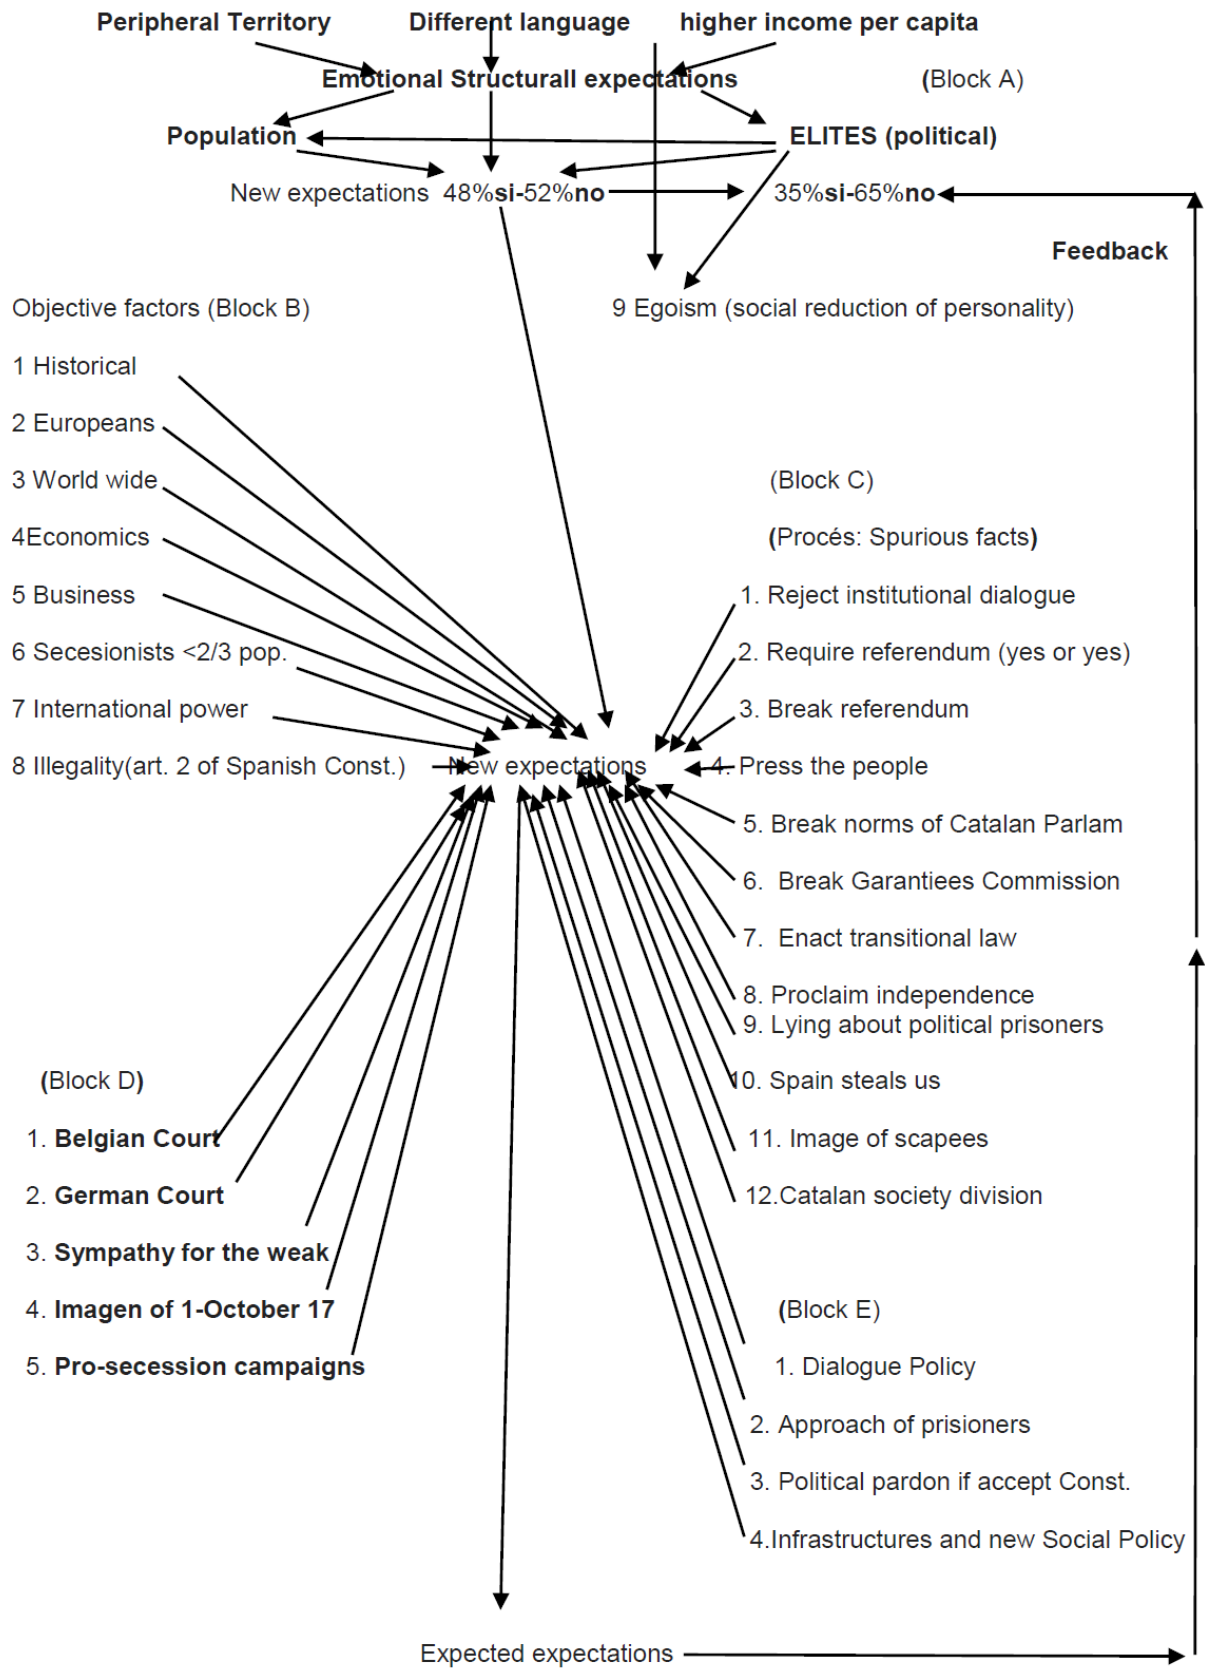 Peripheral Territory Different language higher income per capita
Emotional Structurall expectations (Block A)
Population ELITES (political)
New expectations 48%si-52%no 35%si-65%no
Feedback
Objective factors (Block B) 9 Egoism (social reduction of personality)
1 Historical
2 Europeans
3 World wide (Block C)
4Economics (Procés: Spurious facts)
5 Business 1. Reject institutional dialogue
6 Secesionists <2/3 pop. 2. Require referendum (yes or yes)
7 International power 3. Break referendum
8 Illegality(art. 2 of Spanish Const.) New expectations 4. Press the people
5. Break norms of Catalan Parlam
6. Break Garantiees Commission
7. Enact transitional law
8. Proclaim independence
9. Lying about political prisoners
(Block D) 10. Spain steals us
1. Belgian Court 11. Image of scapees
2. German Court 12.Catalan society division
3. Sympathy for the weak
4. Imagen of 1-October 17 (Block E)
5. Pro-secession campaigns 1. Dialogue Policy
2. Approach of prisioners
3. Political pardon if accept Const.
4.Infrastructures and new Social Policy
Expected expectations